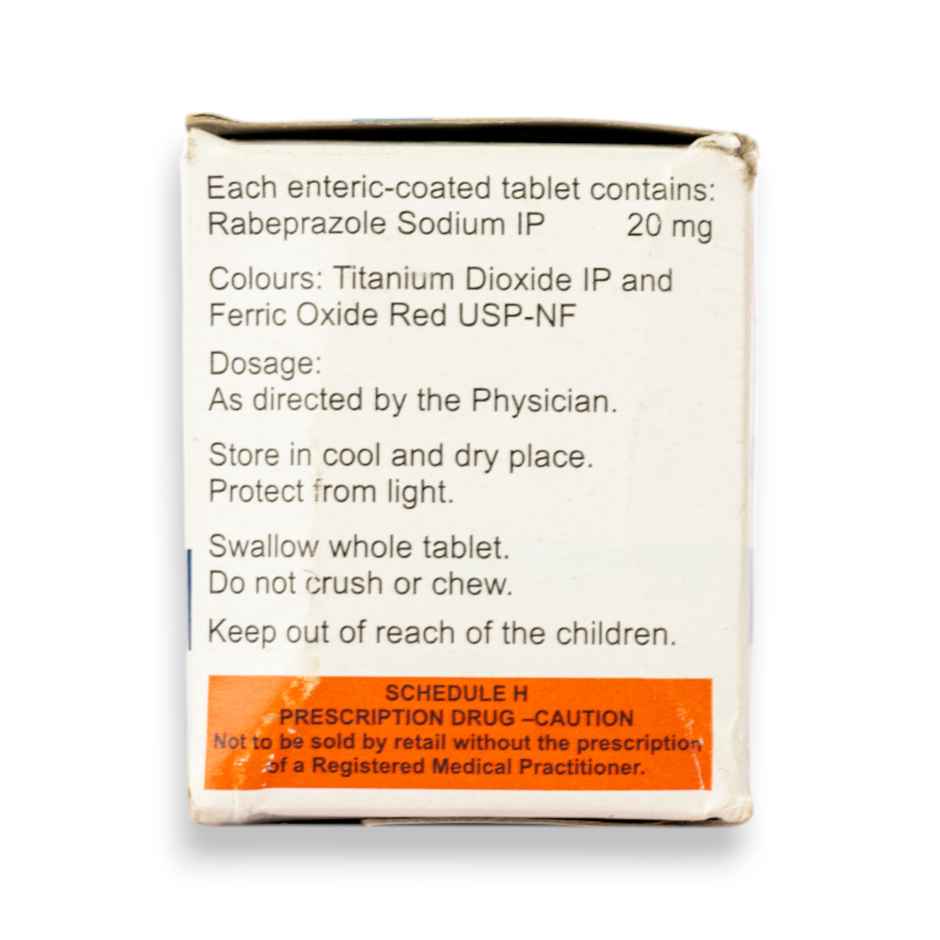 Each enteric-coated tablet contains:
Rabeprazole Sodium IP 20 mg
Colours: Titanium Dioxide IP and
Ferric Oxide Red USP-NF
Dosage:
As directed by the Physician.
Store in cool and dry place.
Protect from light.
Swallow whole tablet.
Do not crush or chew.
Keep out of reach of the children.
SCHEDULE H
PRESCRIPTION DRUG –CAUTION
Not to be sold by retail without the prescription
of a Registered Medical Practitioner.